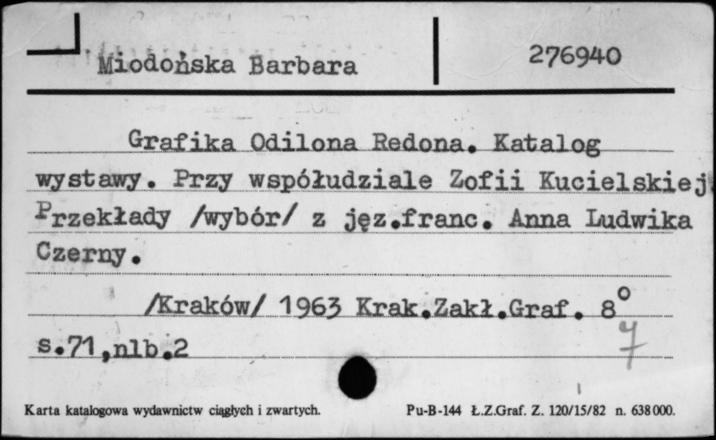 Miodońska Barbara 276940
Grafika Odilona Redona. Katalog
wystawy. Przy współudziale Zofii Kucielskiej
Przekłady /wybór/ z jęz.franc. Anna Ludwika
Czerny.
/Kraków/ 1963 Krak.Zakł.Graf. 8°
s.71,nlb.2 7
Karta katalogowa wydawnictw ciągłych i zwartych. Pu-B-144 Ł.Z.Graf. Z. 120/15/82 n. 638000.